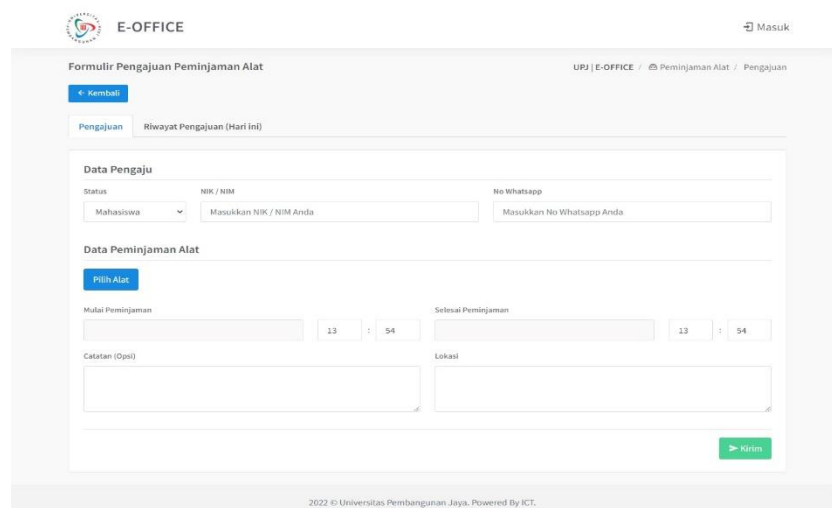 E-OFFICE
Masuk
Formulir Pengajuan Peminjaman Alat
UPJ | E-OFFICE / Peminjaman Alat / Pengajuan
← Kembali
Pengajuan Riwayat Pengajuan (Hari ini)
Data Pengaju
Status NIK / NIM No Whatsapp
Mahasiswa Masukkan NIK / NIM Anda Masukkan No Whatsapp Anda
Data Peminjaman Alat
Pilih Alat
Mulai Peminjaman Selesai Peminjaman
13 : 54 13 : 54
Catatan (Opsi) Lokasi
Kirim
2022 © Universitas Pembangunan Jaya. Powered By ICT.